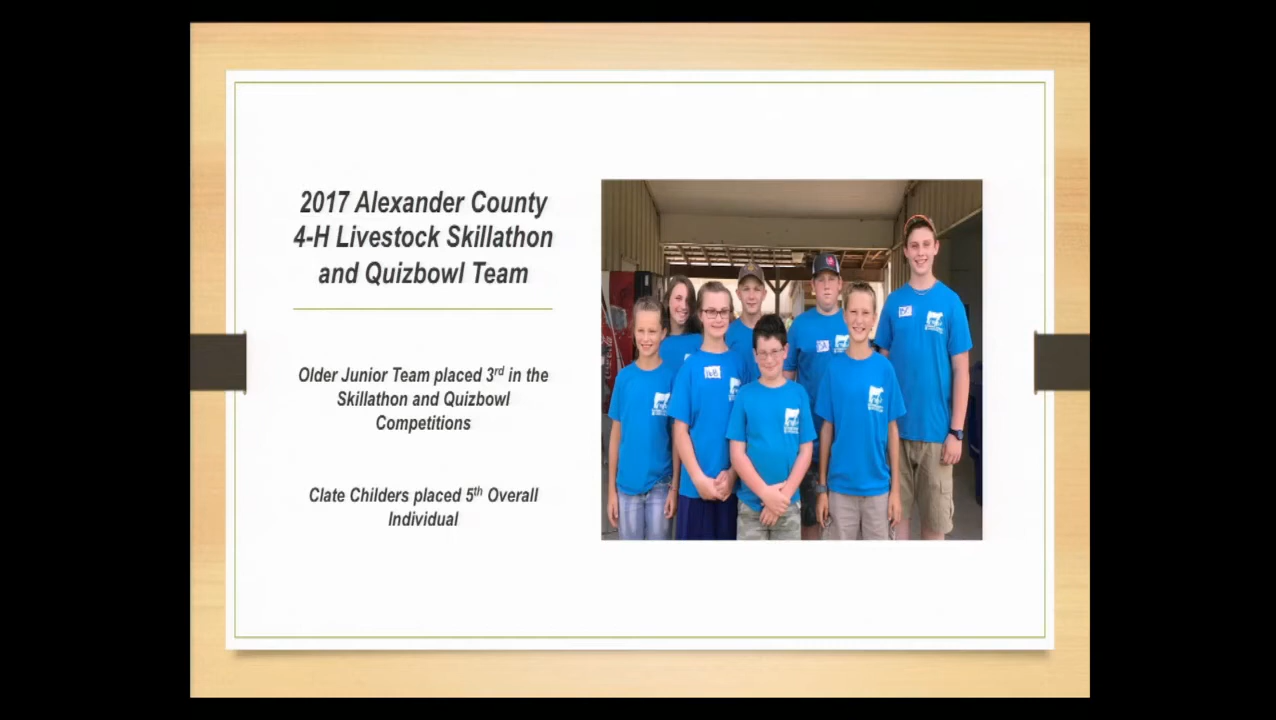 2017 Alexander County
4-H Livestock Skillathon
and Quizbowl Team
Older Junior Team placed 3rd in the
Skillathon and Quizbowl
Competitions
Clate Childers placed 5th Overall
Individual